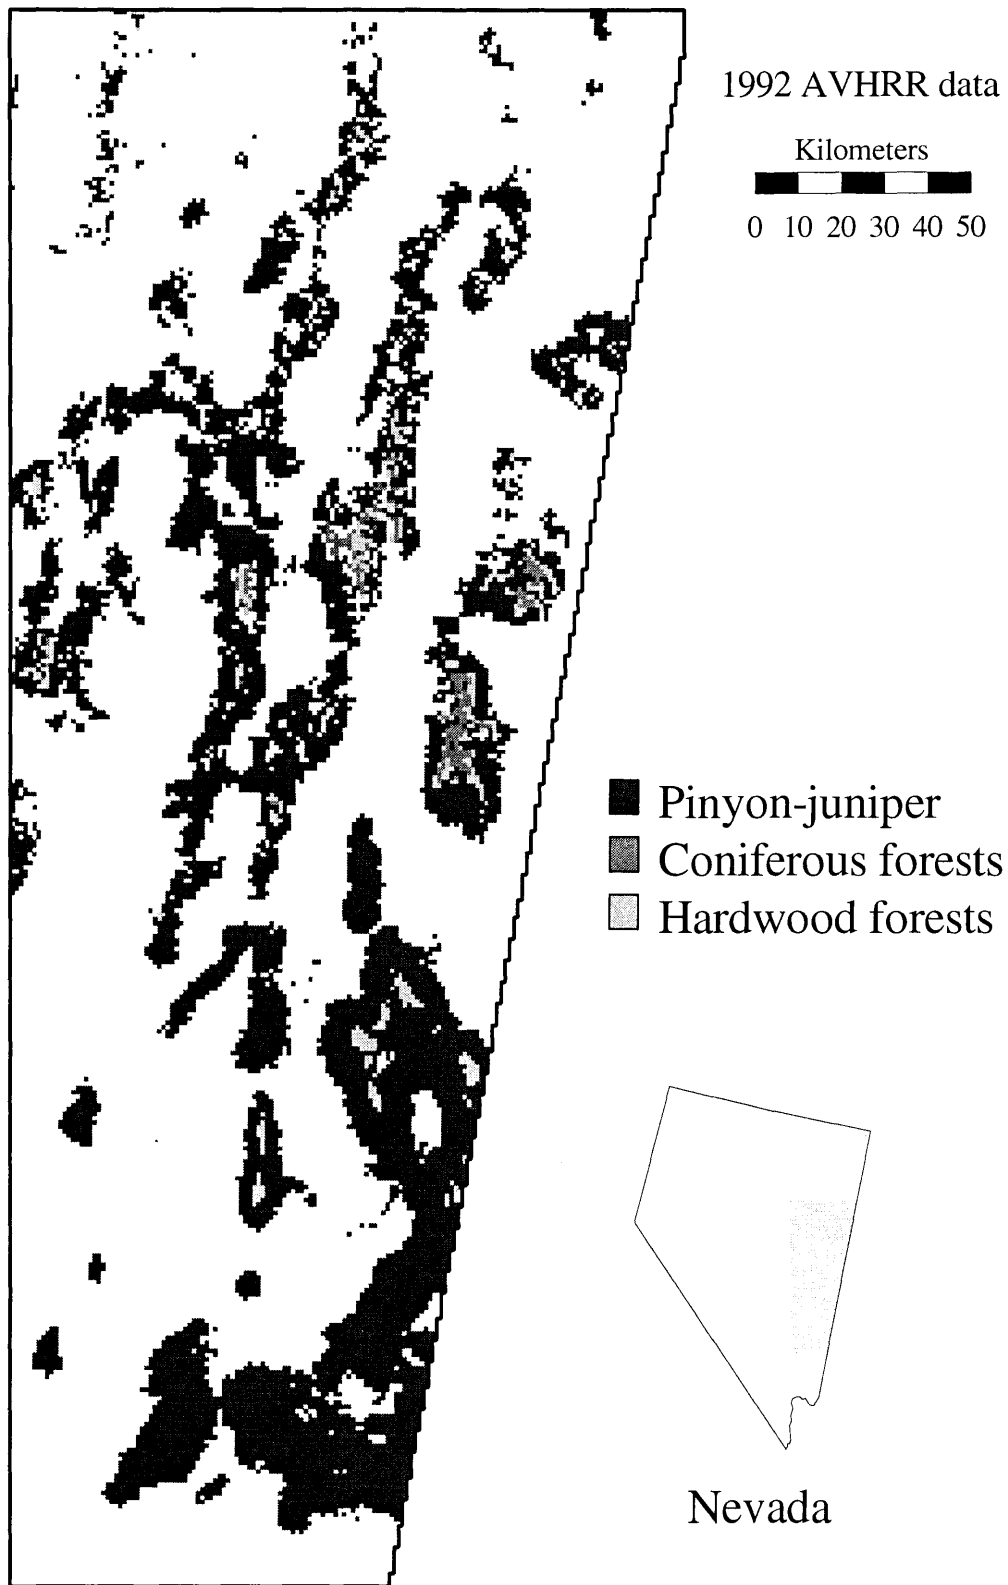 1992 AVHRR data
Kilometers
0 10 20 30 40 50
Pinyon-juniper
Coniferous forests
Hardwood forests
Nevada